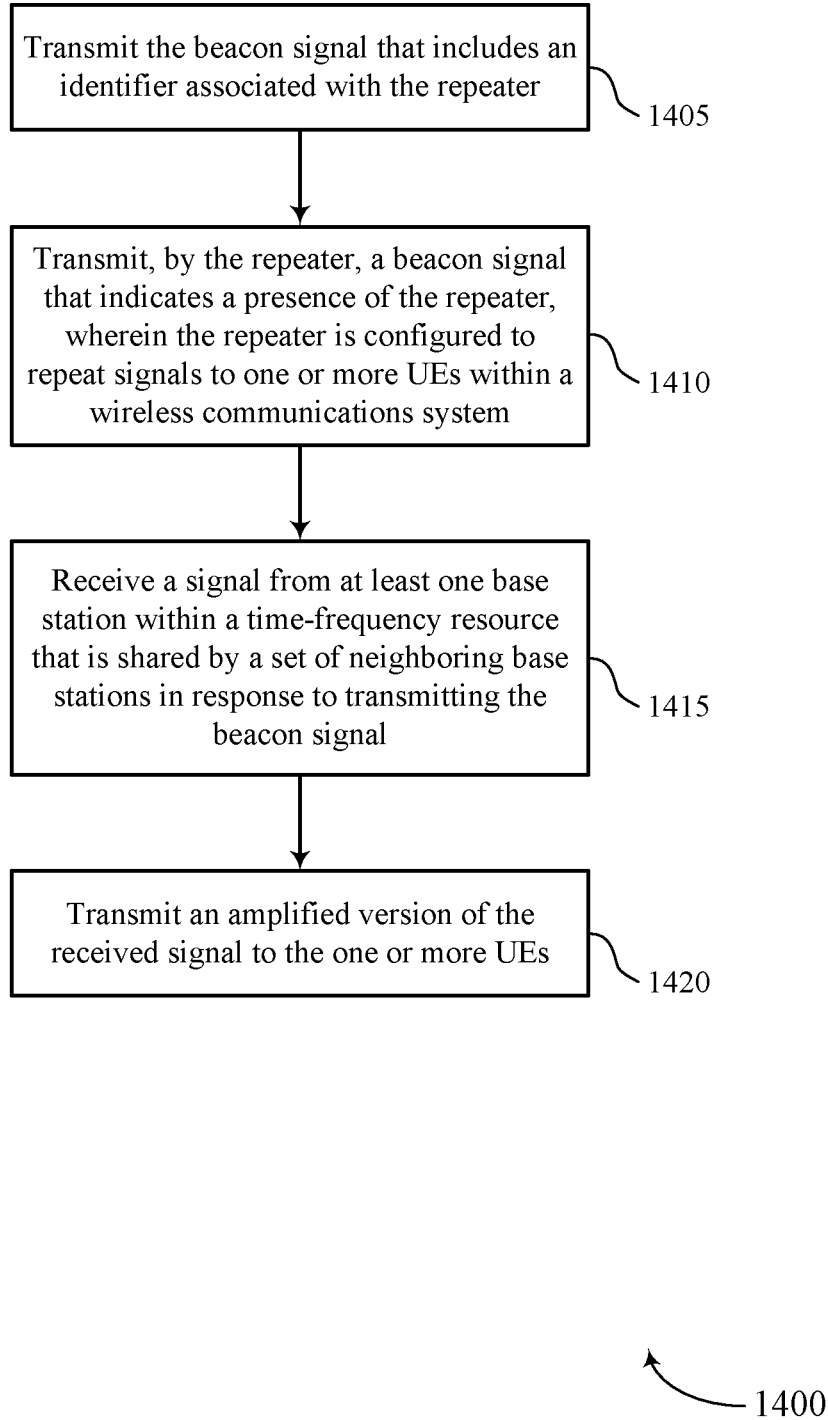 Transmit the beacon signal that includes an
identifier associated with the repeater
1405
Transmit, by the repeater, a beacon signal
that indicates a presence of the repeater,
wherein the repeater is configured to
repeat signals to one or more UEs within a
wireless communications system
1410
Receive a signal from at least one base
station within a time-frequency resource
that is shared by a set of neighboring base
stations in response to transmitting the
beacon signal
1415
Transmit an amplified version of the
received signal to the one or more UEs
1420
1400